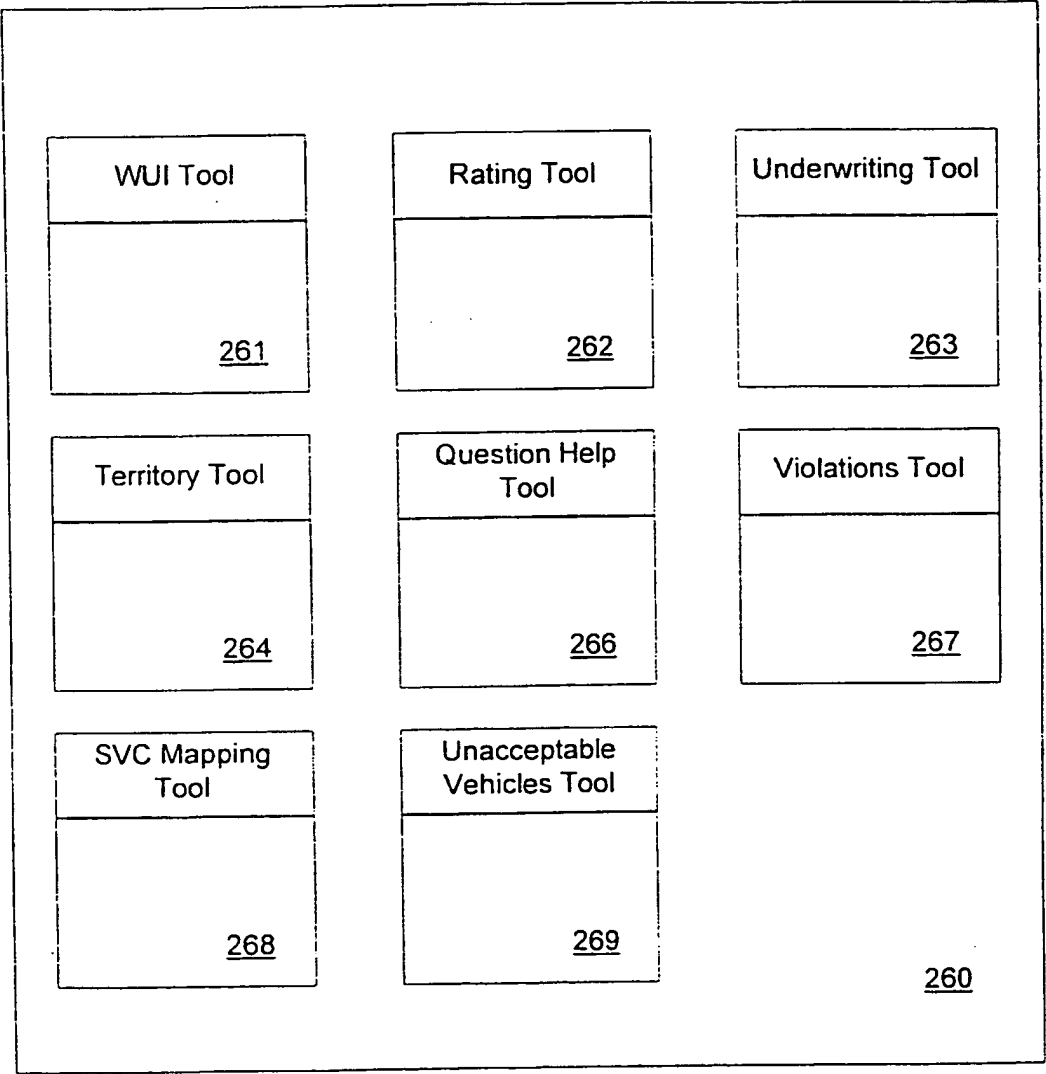 WUI Tool
261
Rating Tool
262
Underwriting Tool
263
Territory Tool
264
Question Help
Tool
266
Violations Tool
267
SVC Mapping
Tool
268
Unacceptable
Vehicles Tool
269
260